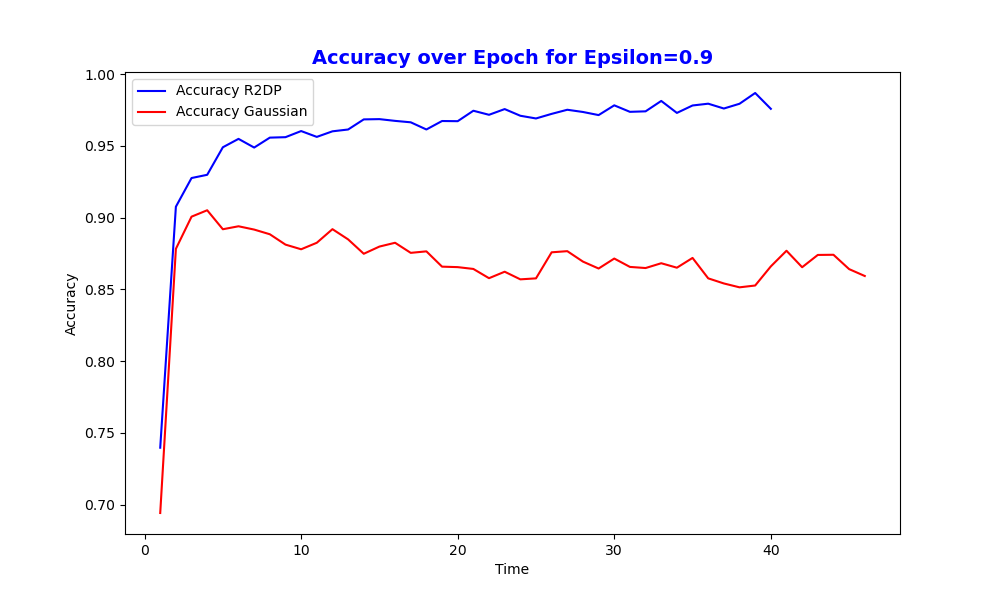 Accuracy over Epoch for Epsilon=0.9
Accuracy R2DP
Accuracy Gaussian
1.00
0.95
0.90
0.85
0.80
0.75
0.70
Accuracy
0
10
20
30
40
Time